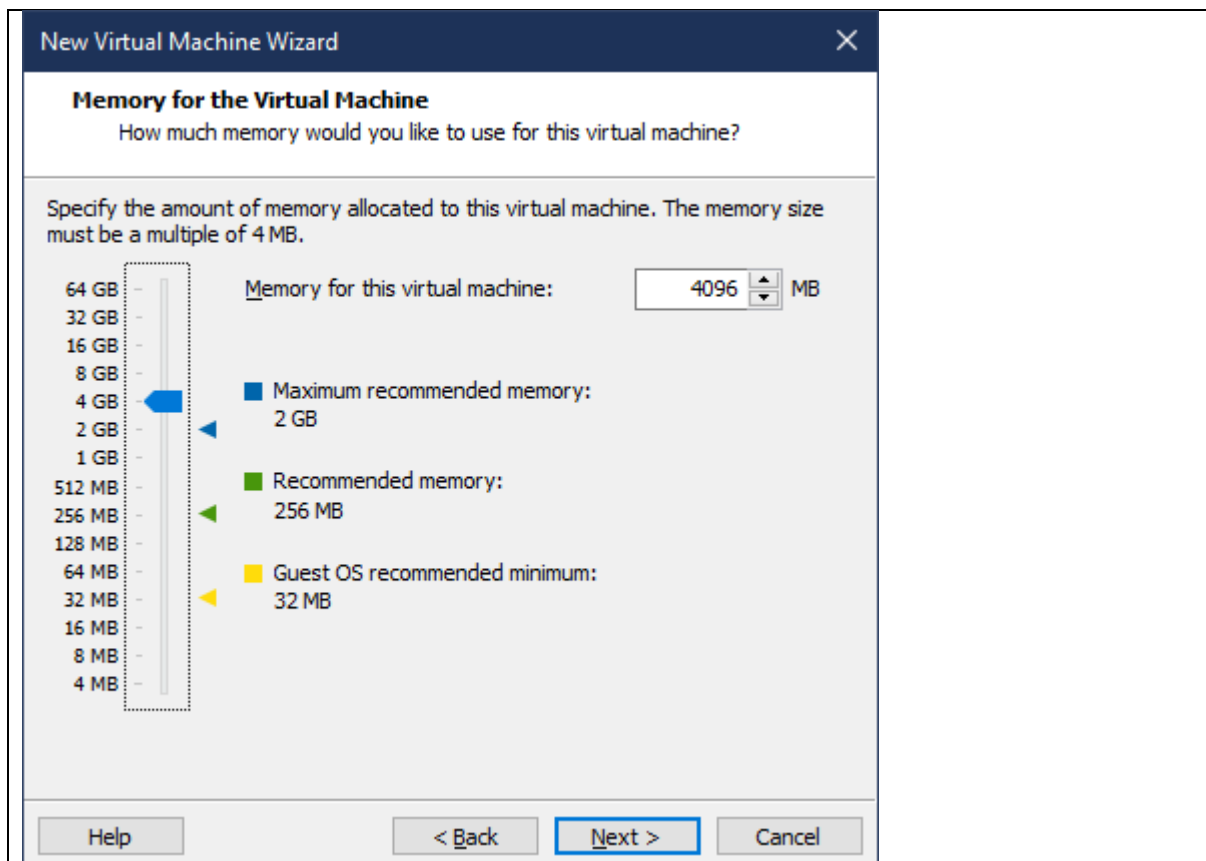 New Virtual Machine Wizard
Memory for the Virtual Machine
How much memory would you like to use for this virtual machine?
Specify the amount of memory allocated to this virtual machine. The memory size
must be a multiple of 4 MB.
64 GB
Memory for this virtual machine: 4096 MB
32 GB
16 GB
8 GB
4 GB
2 GB
1 GB
512 MB
256 MB
128 MB
64 MB
32 MB
16 MB
8 MB
4 MB
Maximum recommended memory:
2 GB
Recommended memory:
256 MB
Guest OS recommended minimum:
32 MB
Help
< Back
Next >
Cancel